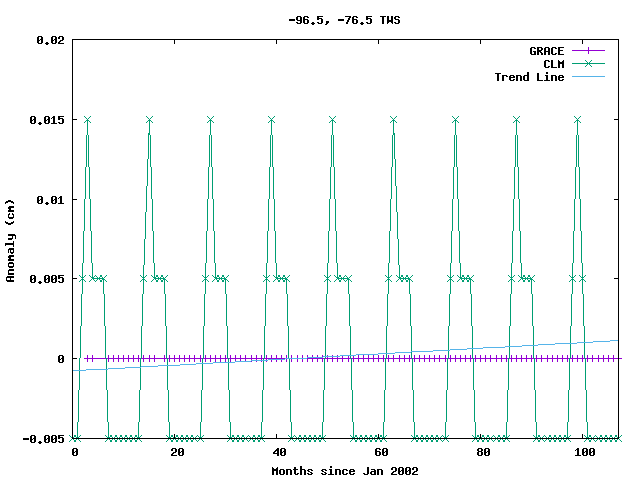 -96.5, -76.5 TWS
0.02
GRACE
CLM
Trend Line
0.015
0.01
Anomaly (cm)
0.005
0
-0.005
0 20 40 60 80 100
Months since Jan 2002